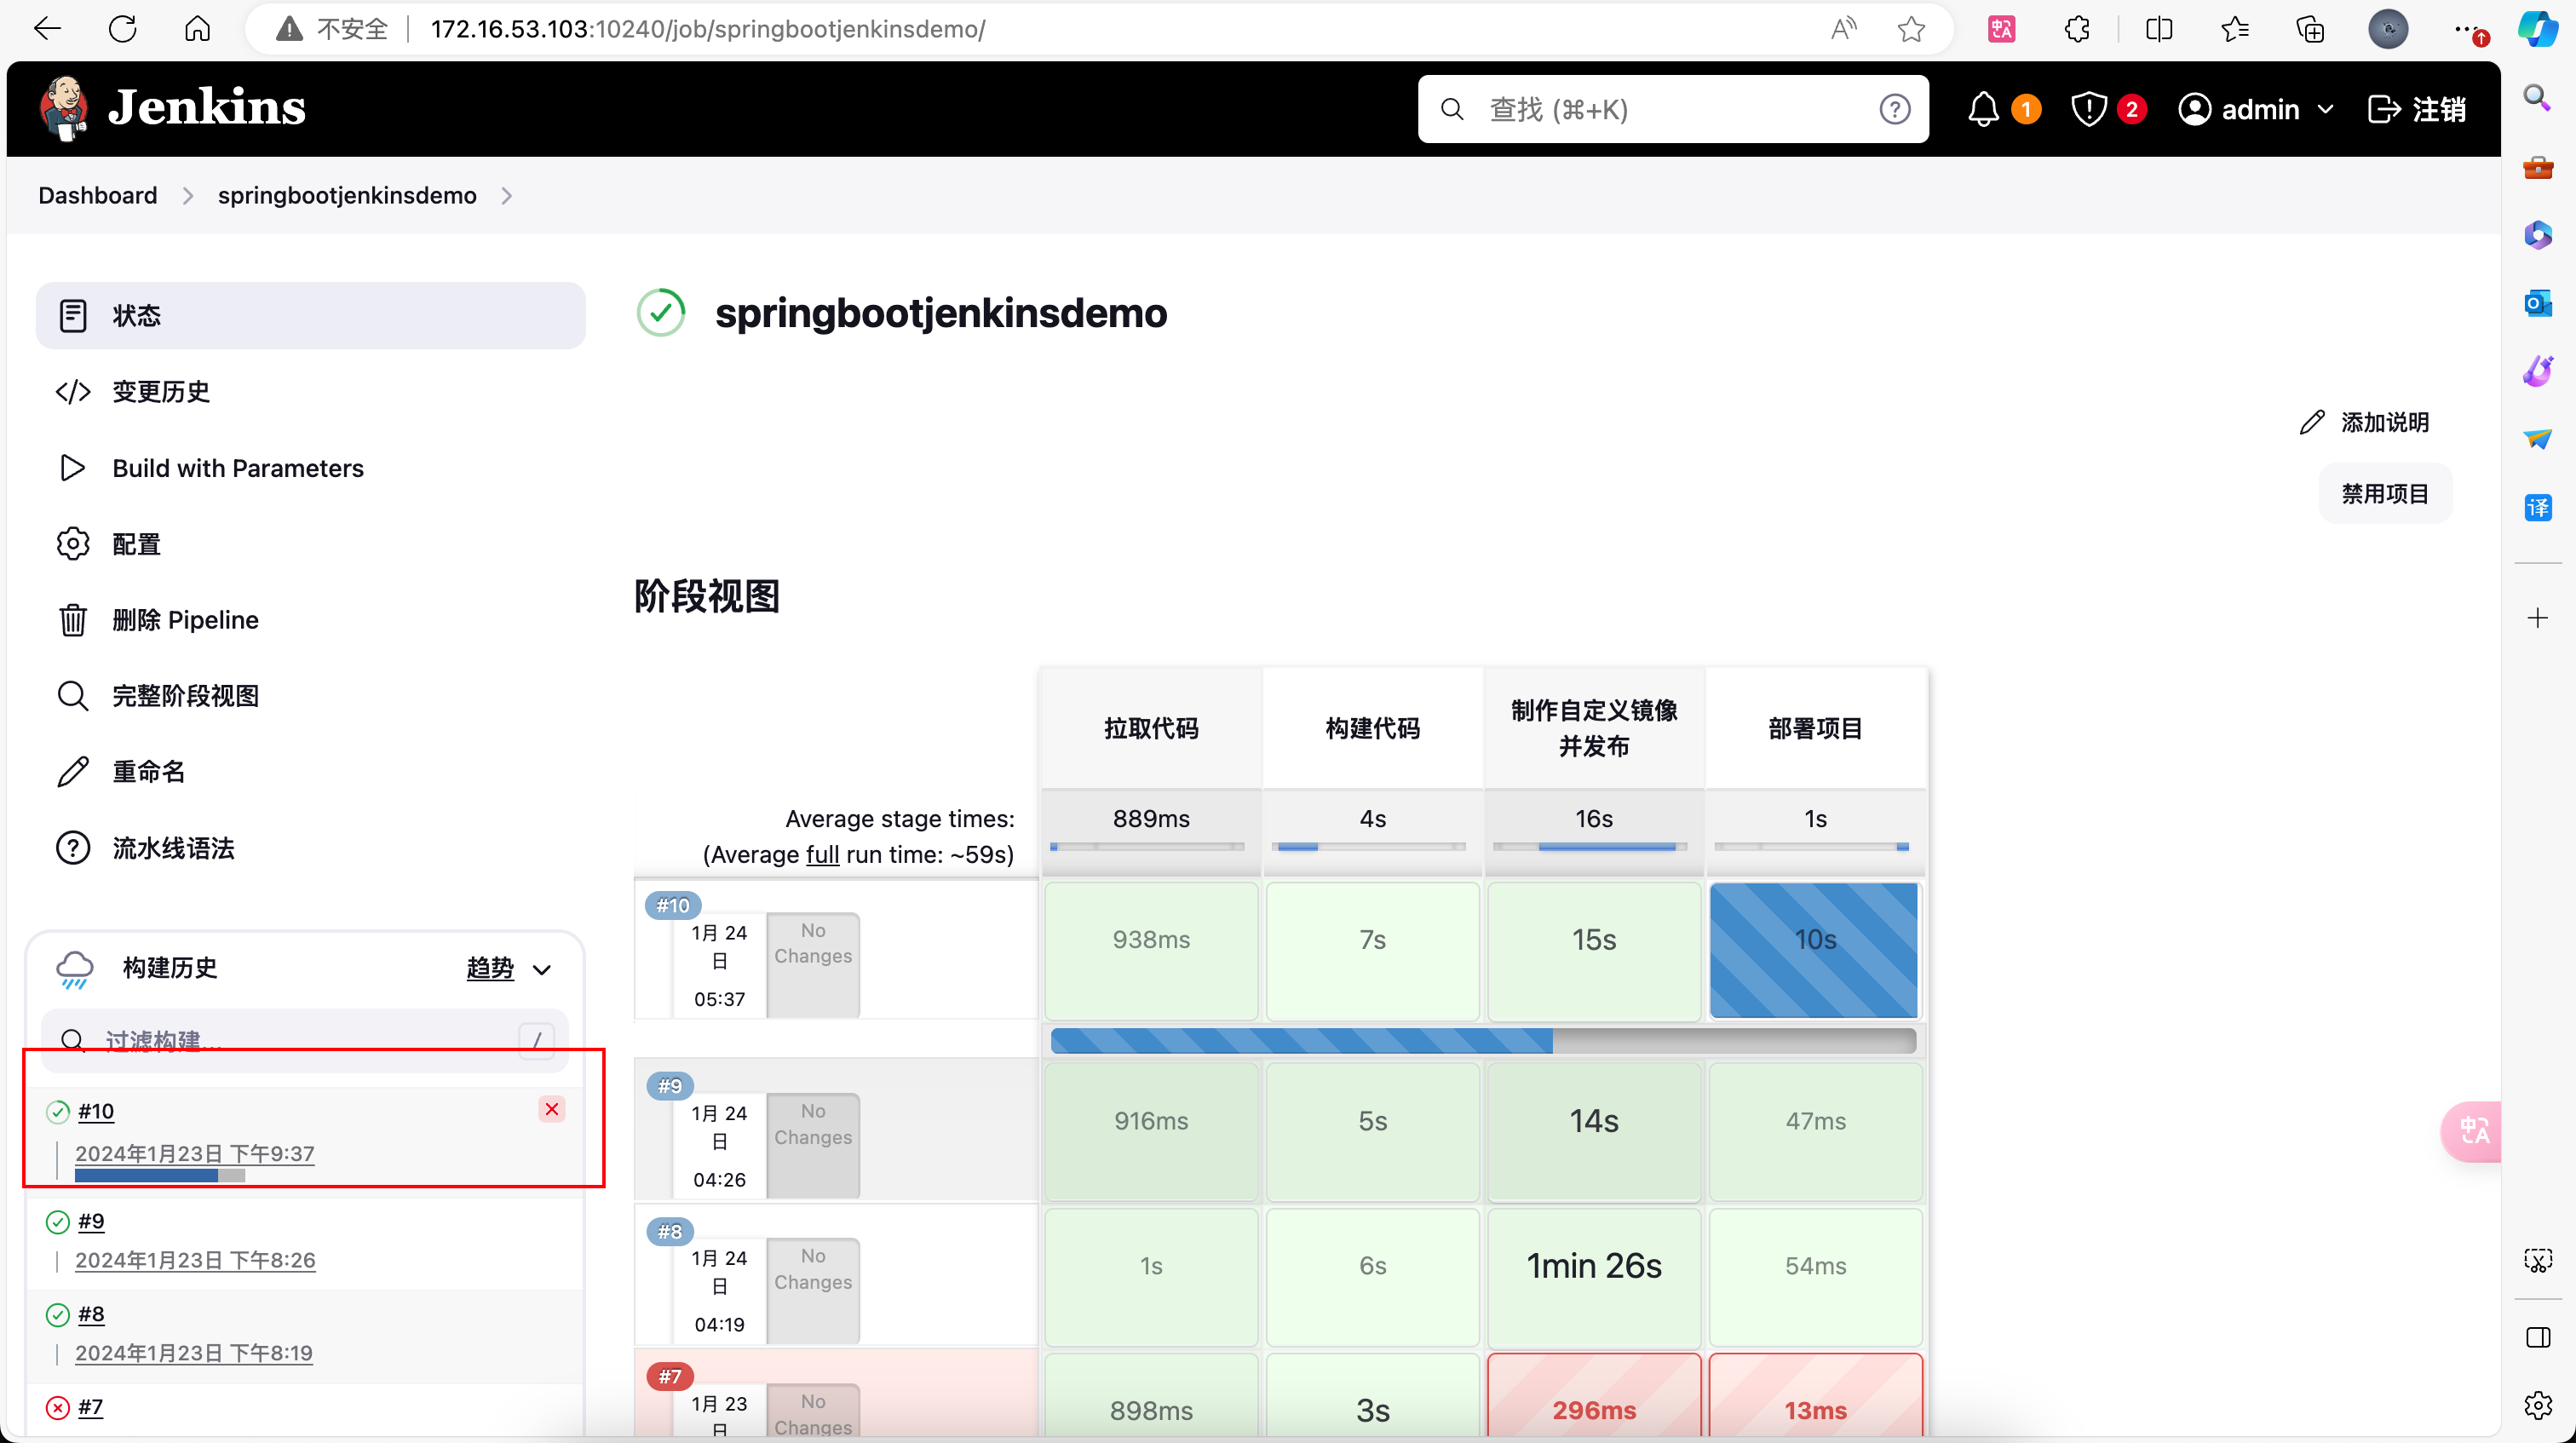 不安全 172.16.53.103:10240/job/springbootjenkinsdemo/
Jenkins
查找 (⌘+K)
1
2
admin
注销
Dashboard
springbootjenkinsdemo
状态
变更历史
Build with Parameters
配置
删除 Pipeline
完整阶段视图
重命名
流水线语法
构建历史
趋势
过滤构建...
/
#10
2024年1月23日 下午9:37
#9
2024年1月23日 下午8:26
#8
2024年1月23日 下午8:19
#7
springbootjenkinsdemo
添加说明
禁用项目
阶段视图
拉取代码
构建代码
制作自定义镜像
并发布
部署项目
Average stage times:
(Average full run time: ~59s)
889ms
4s
16s
1s
#10
1月 24
日
05:37
No
Changes
938ms
7s
15s
10s
#9
1月 24
日
04:26
No
Changes
916ms
5s
14s
47ms
#8
1月 24
日
04:19
No
Changes
1s
6s
1min 26s
54ms
#7
1月 23
日
No
Changes
898ms
3s
296ms
13ms
译
中A